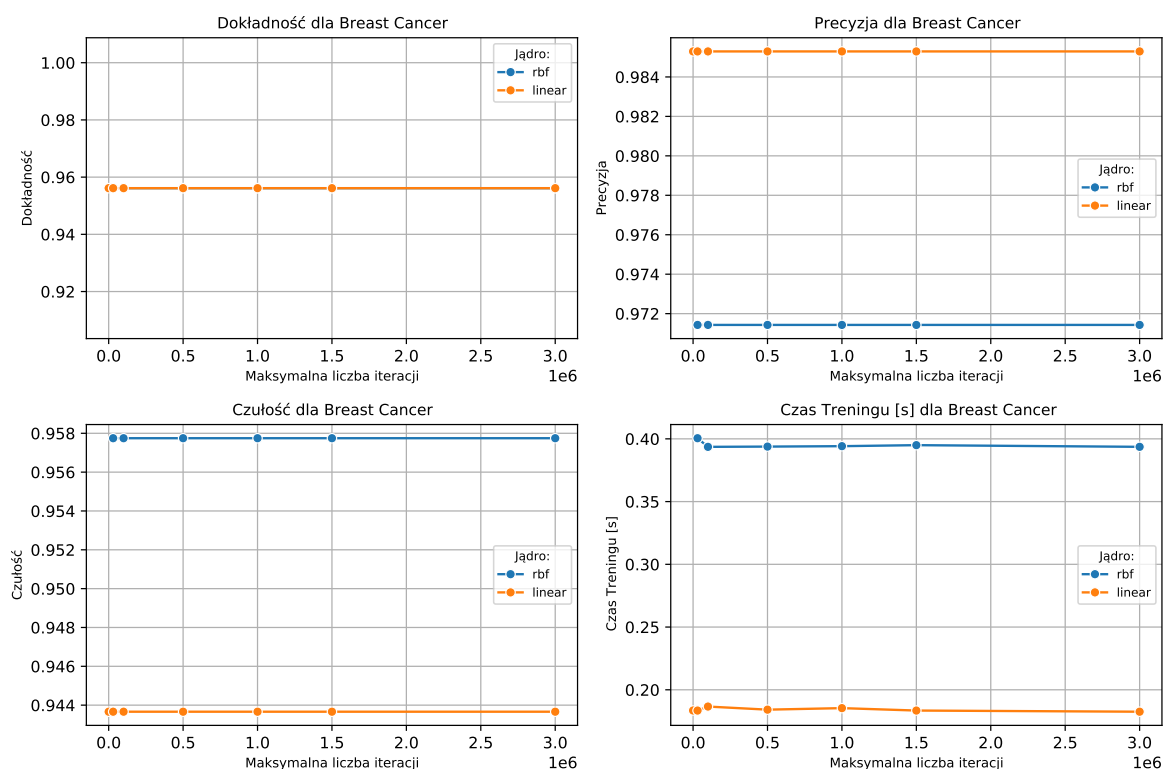 Dokładność dla Breast Cancer
1.00
0.98
0.96
0.94
0.92
Dokładność
Jądro:
rbf
linear
0.0 0.5 1.0 1.5 2.0 2.5 3.0
Maksymalna liczba iteracji
1e6
Precyzja dla Breast Cancer
0.984
0.982
0.980
0.978
0.976
0.974
0.972
Precyzja
Jądro:
rbf
linear
0.0 0.5 1.0 1.5 2.0 2.5 3.0
Maksymalna liczba iteracji
1e6
Czułość dla Breast Cancer
0.958
0.956
0.954
0.952
0.950
0.948
0.946
0.944
Czułość
Jądro:
rbf
linear
0.0 0.5 1.0 1.5 2.0 2.5 3.0
Maksymalna liczba iteracji
1e6
Czas Treningu [s] dla Breast Cancer
0.40
0.35
0.30
0.25
0.20
Czas Treningu [s]
Jądro:
rbf
linear
0.0 0.5 1.0 1.5 2.0 2.5 3.0
Maksymalna liczba iteracji
1e6